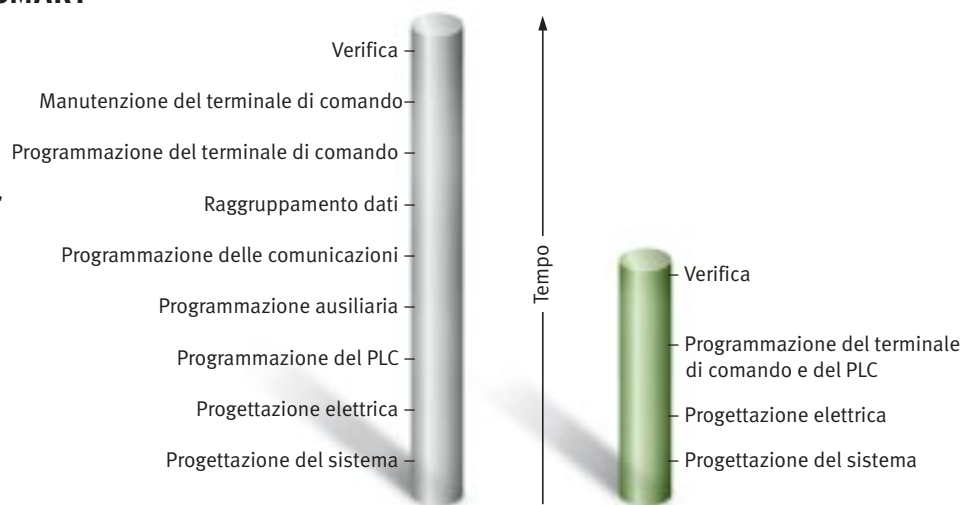 Verifica
Manutenzione del terminale di comando
Programmazione del terminale di comando
Raggruppamento dati
Programmazione delle comunicazioni
Programmazione ausiliaria
Programmazione del PLC
Progettazione elettrica
Progettazione del sistema
Tempo
Verifica
Programmazione del terminale
di comando e del PLC
Progettazione elettrica
Progettazione del sistema